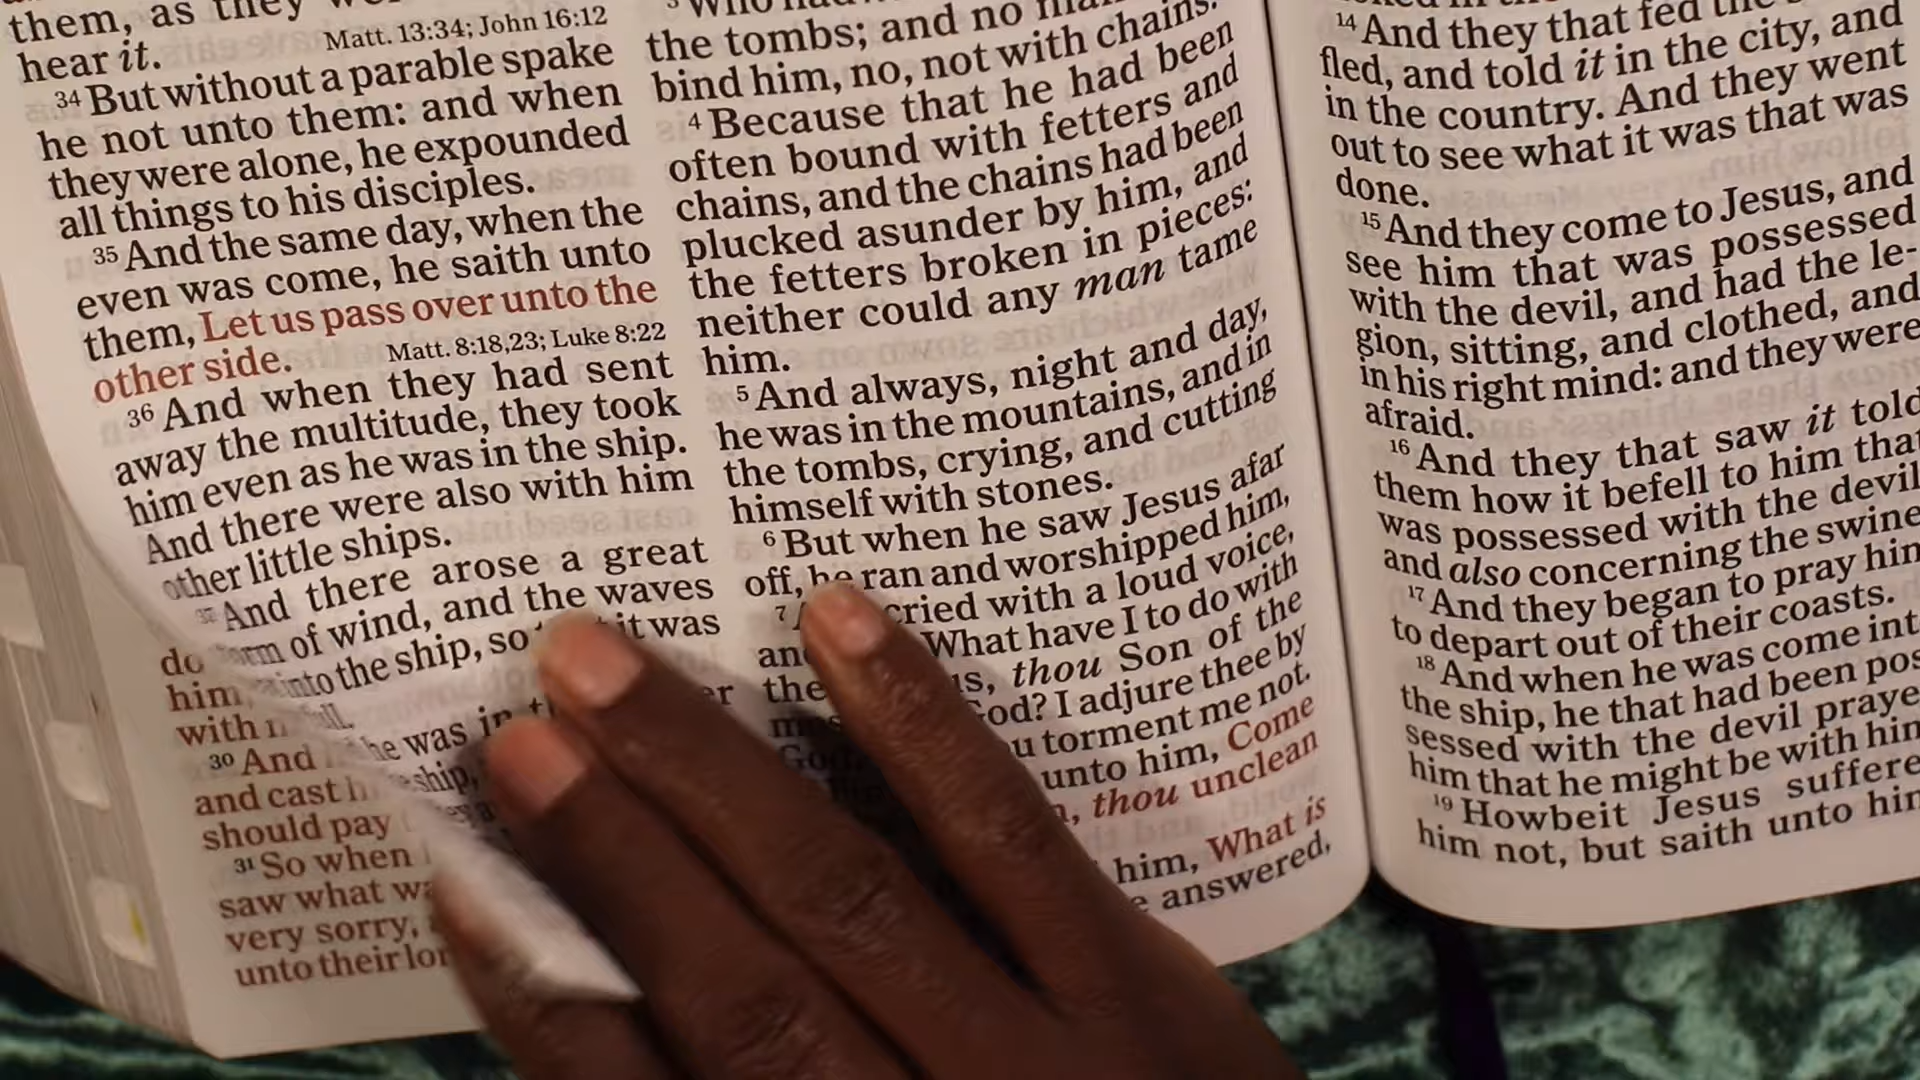 them, as they
hear it.
Matt. 13:34; John 16:12
34 But without a parable spake
he not unto them: and when
they were alone, he expounded
all things to his disciples.
35 And the same day, when the
even was come, he saith unto
them, Let us pass over unto the
other side.
Matt. 8:18,23; Luke 8:22
36 And when they had sent
away the multitude, they took
him even as he was in the ship.
And there were also with him
other little ships.
37 And there arose a great
of wind, and the waves
into the ship, so it was
he was in
ship,
do
him
with
30 And
and cast
should pay
31 So when
saw what
very sorry,
unto their
the tombs; and no
bind him, no, not with chains:
4 Because that he had been
often bound with fetters and
chains, and the chains had been
plucked asunder by him, and
the fetters broken in pieces:
neither could any man tame
him.
5 And always, night and day,
he was in the mountains, and in
the tombs, crying, and cutting
himself with stones.
6 But when he saw Jesus afar
off, he ran and worshipped him,
7 cried with a loud voice,
What have I to do with
thou Son of the
God? I adjure thee by
torment me not.
unto him, Come
thou unclean
him, What is
answered,
14 And they that fed
fled, and told it in the city, and
in the country. And they went
out to see what it was that was
done.
15 And they come to Jesus, and
see him that was possessed
with the devil, and had the le-
gion, sitting, and clothed, and
in his right mind: and they were
afraid.
16 And they that saw it told
them how it befell to him that
was possessed with the devil
and also concerning the swine
17 And they began to pray him
to depart out of their coasts.
18 And when he was come int
the ship, he that had been pos
sessed with the devil praye
him that he might be with him
19 Howbeit Jesus suffere
him not, but saith unto him